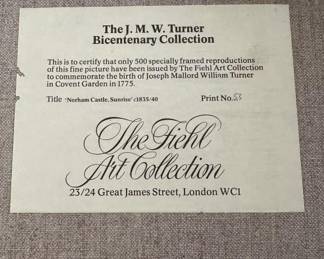 The J. M. W. Turner
Bicentenary Collection
This is to certify that only 500 specially framed reproductions
of this fine picture have been issued by The Fiehl Art Collection
to commemorate the birth of Joseph Mallord William Turner
in Covent Garden in 1775.
Title 'Norham Castle, Sunrise' c1835/40 Print No.
The Fiehl
Art Collection
23/24 Great James Street, London WC1